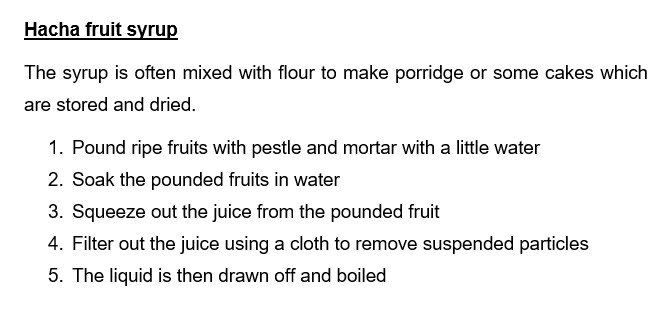 Hacha fruit syrup
The syrup is often mixed with flour to make porridge or some cakes which
are stored and dried.
1. Pound ripe fruits with pestle and mortar with a little water
2. Soak the pounded fruits in water
3. Squeeze out the juice from the pounded fruit
4. Filter out the juice using a cloth to remove suspended particles
5. The liquid is then drawn off and boiled